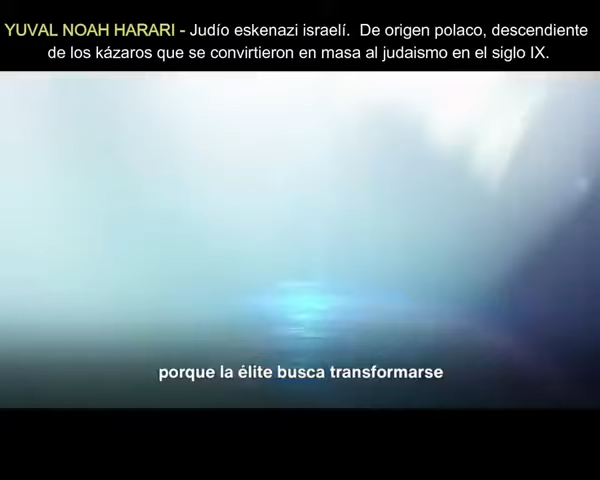 YUVAL NOAH HARARI - Judío eskenazi israelí. De origen polaco, descendiente
de los kázaros que se convirtieron en masa al judaismo en el siglo IX.
porque la élite busca transformarse